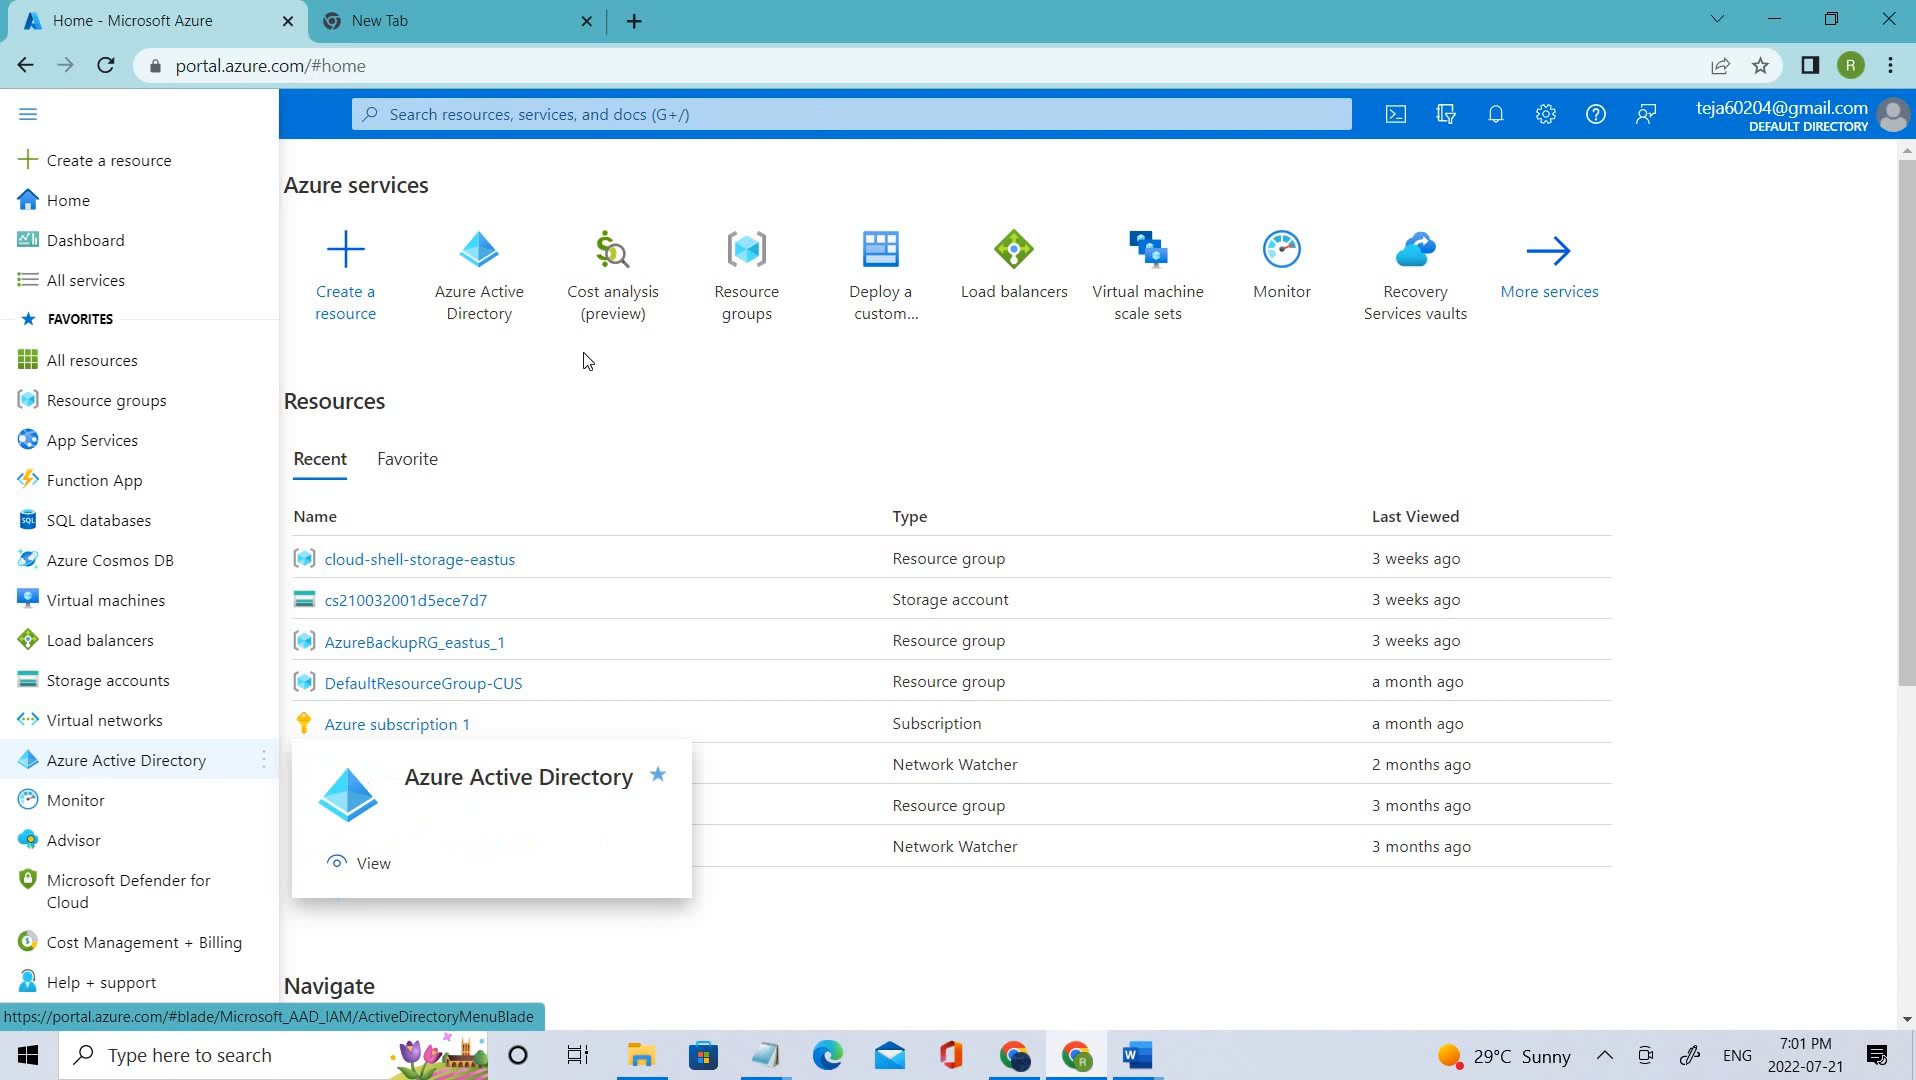 Home - Microsoft Azure
New Tab
portal.azure.com/#home
R
Search resources, services, and docs (G+/)
teja60204@gmail.com
DEFAULT DIRECTORY
Create a resource
Home
Dashboard
All services
FAVORITES
All resources
Resource groups
App Services
Function App
SQL databases
Azure Cosmos DB
Virtual machines
Load balancers
Storage accounts
Virtual networks
Azure Active Directory
Monitor
Advisor
Microsoft Defender for
Cloud
Cost Management + Billing
Help + support
Azure services
Create a
resource
Azure Active
Directory
Cost analysis
(preview)
Resource
groups
Deploy a
custom...
Load balancers
Virtual machine
scale sets
Monitor
Recovery
Services vaults
More services
Resources
Recent
Favorite
Name Type Last Viewed
cloud-shell-storage-eastus Resource group 3 weeks ago
cs210032001d5ece7d7 Storage account 3 weeks ago
AzureBackupRG_eastus_1 Resource group 3 weeks ago
DefaultResourceGroup-CUS Resource group a month ago
Azure subscription 1 Subscription a month ago
Network Watcher 2 months ago
Resource group 3 months ago
Network Watcher 3 months ago
Azure Active Directory
View
Navigate
https://portal.azure.com/#blade/Microsoft_AAD_IAM/ActiveDirectoryMenuBlade
Type here to search
29°C Sunny
ENG
7:01 PM
2022-07-21